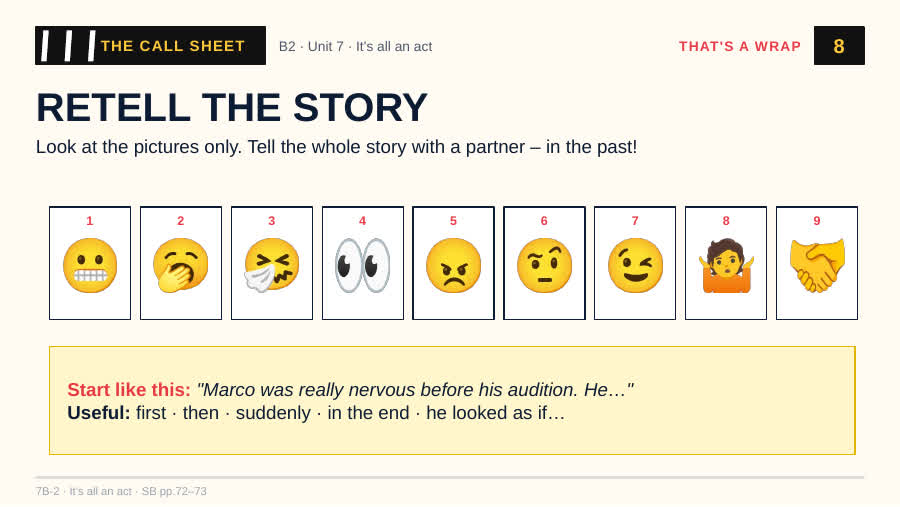 THE CALL SHEET
B2 · Unit 7 · It's all an act
THAT'S A WRAP
8
RETELL THE STORY
Look at the pictures only. Tell the whole story with a partner – in the past!
1
2
3
4
5
6
7
8
9
Start like this: "Marco was really nervous before his audition. He…"
Useful: first · then · suddenly · in the end · he looked as if…
7B-2 · It's all an act · SB pp.72–73